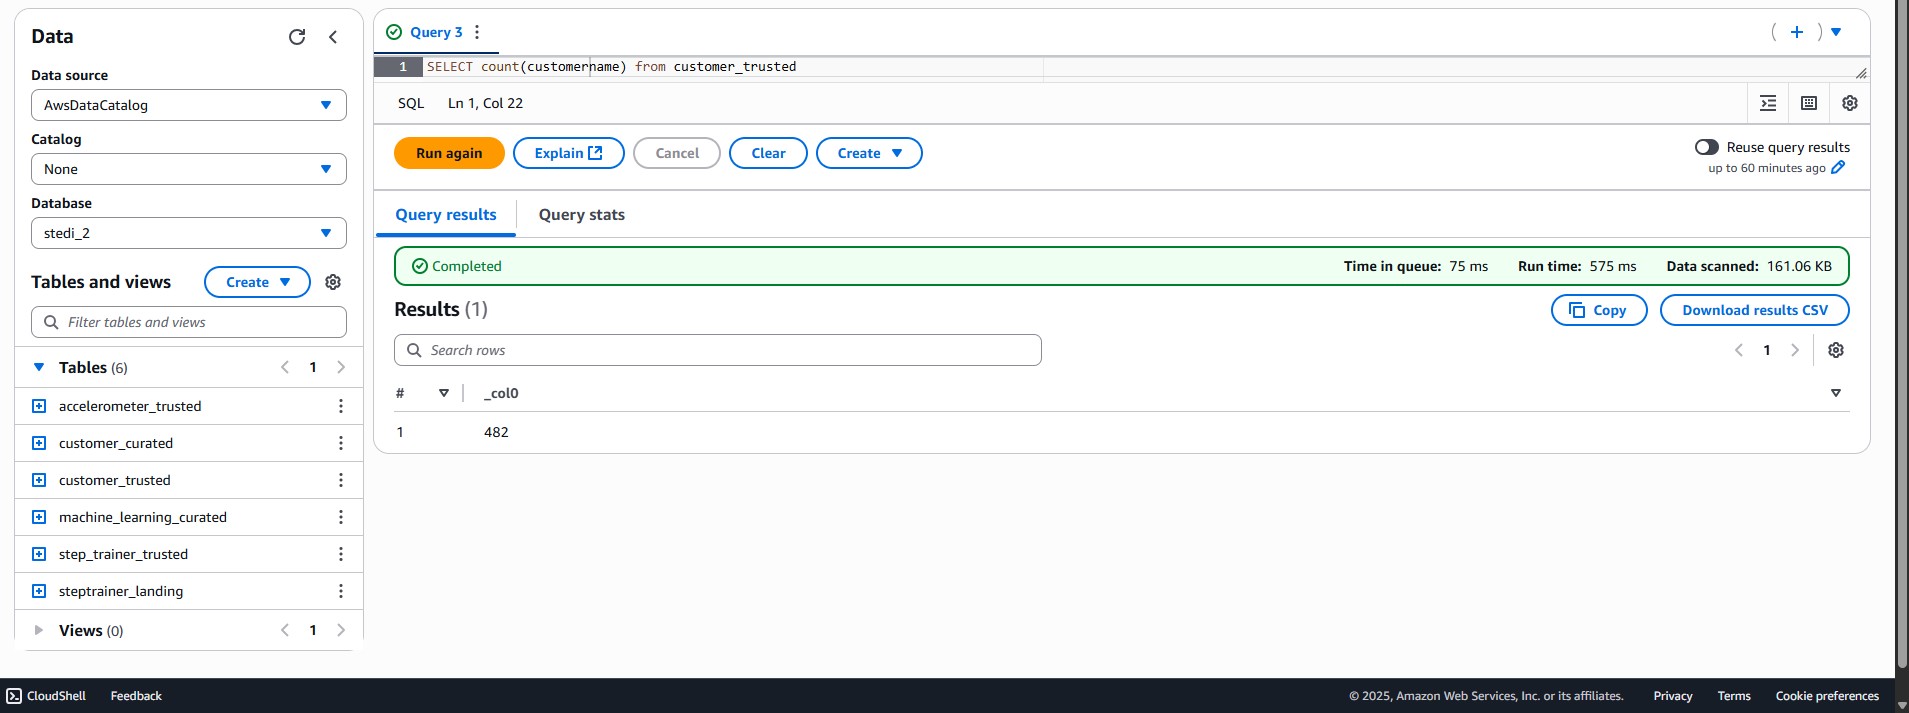 Data
Data source
AwsDataCatalog
Catalog
None
Database
stedi_2
Tables and views
Create
Filter tables and views
Tables (6)
1
accelerometer_trusted
customer_curated
customer_trusted
machine_learning_curated
step_trainer_trusted
steptrainer_landing
Views (0)
1
Query 3
1 SELECT count(customername) from customer_trusted
SQL Ln 1, Col 22
Run again Explain Cancel Clear Create
Reuse query results
up to 60 minutes ago
Query results Query stats
Completed Time in queue: 75 ms Run time: 575 ms Data scanned: 161.06 KB
Results (1) Copy Download results CSV
Search rows 1
# _col0
1 482
CloudShell Feedback © 2025, Amazon Web Services, Inc. or its affiliates. Privacy Terms Cookie preferences